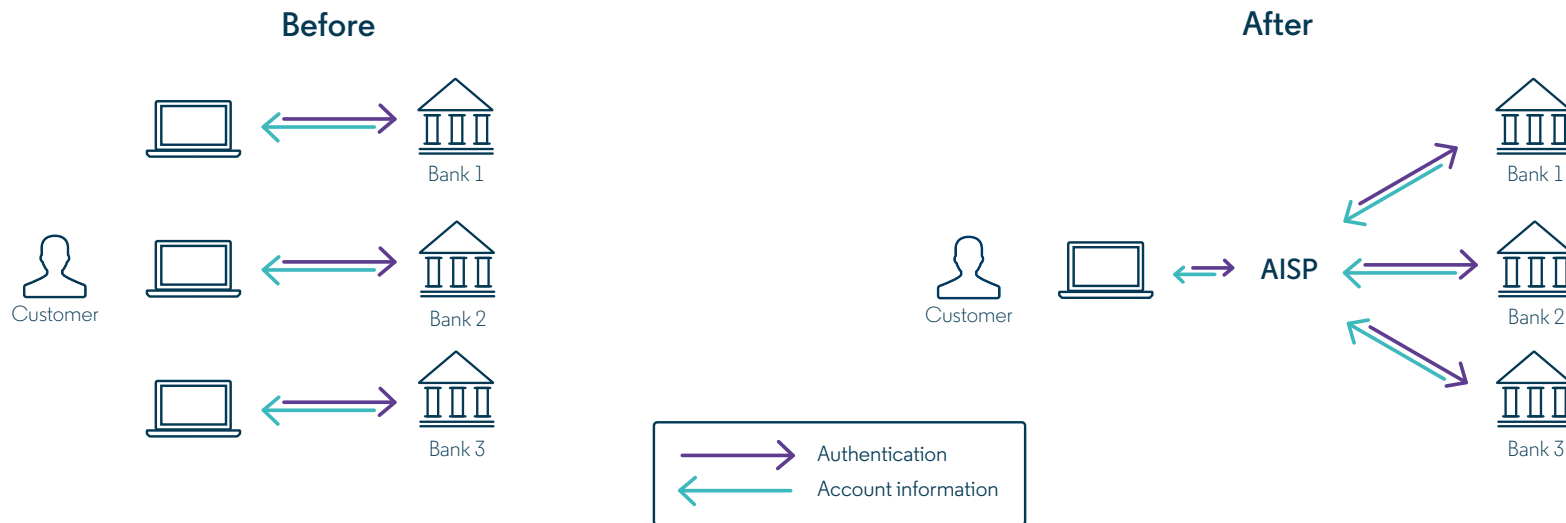 Before
Bank 1
Customer
Bank 2
Bank 3
After
Bank 1
Customer
AISP
Bank 2
Bank 3
Authentication
Account information